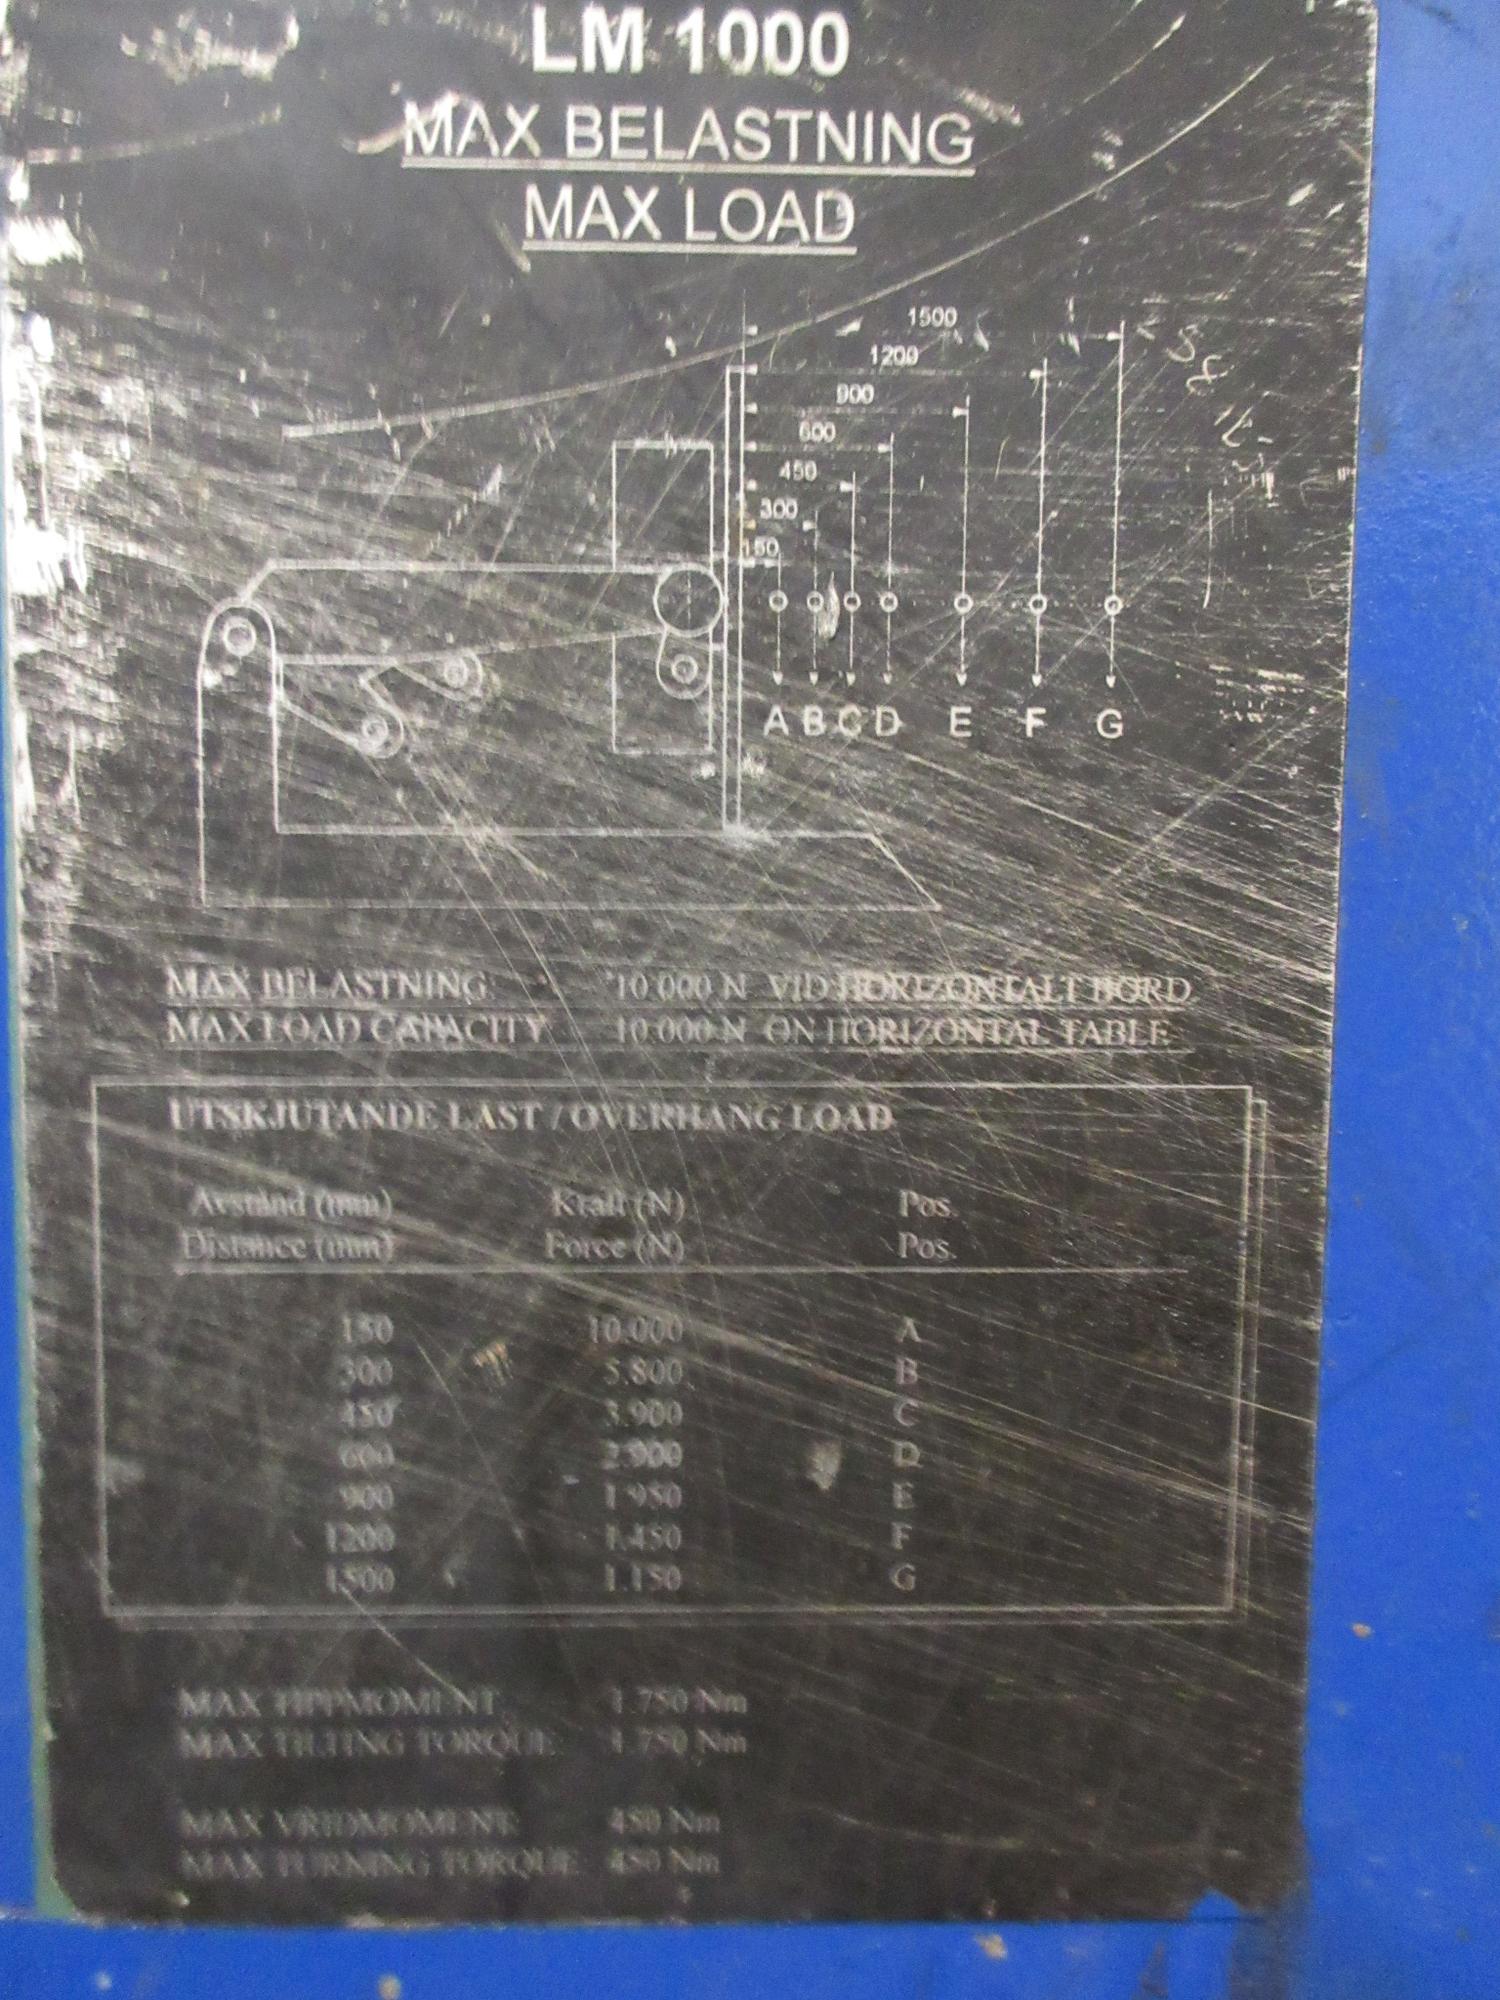 LM 1000
MAX BELASTNING
MAX LOAD
1500
1200
900
600
450
300
150
A B C D E F G
MAX BELASTNING: 10.000 N VID HORIZONTALT BORD
MAX LOAD CAPACITY 10.000 N ON HORIZONTAL TABLE
UTSKJUTANDE LAST / OVERHANG LOAD
Avstånd (mm) Kraft (N) Pos.
Distance (mm) Force (N) Pos.
150 10.000 A
300 5.800 B
450 3.900 C
600 2.900 D
900 1.950 E
1200 1.450 F
1500 1.150 G
MAX TIPPMOMENT 1.750 Nm
MAX TILTING TORQUE: 1.750 Nm
MAX VRIDMOMENT: 450 Nm
MAX TURNING TORQUE 450 Nm